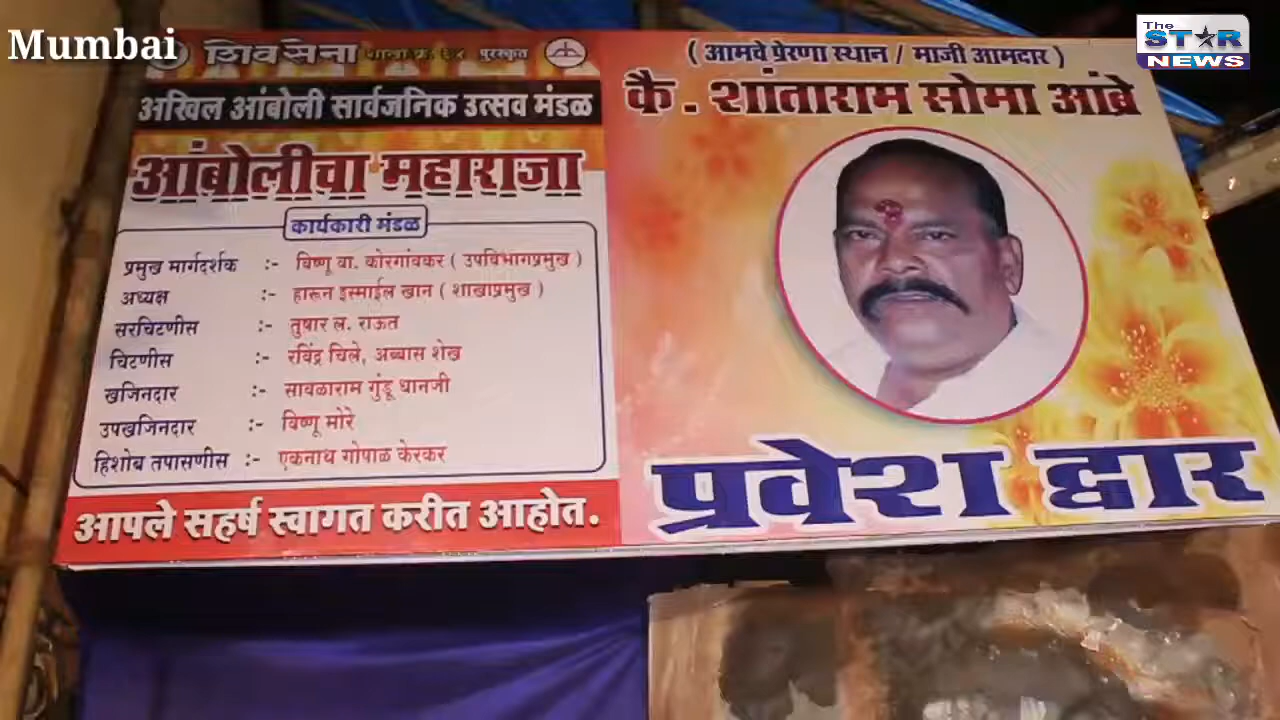 Mumbai
The
STAR
NEWS
शिवसेना पुरस्कृत
अखिल आंबोली सार्वजनिक उत्सव मंडळ
आंबोलीचा महाराजा
कार्यकारी मंडळ
प्रमुख मार्गदर्शक :- विष्णू वा. कोरगांवकर ( उपविभागप्रमुख )
अध्यक्ष :- हारून इस्माईल खान ( शाखाप्रमुख )
सरचिटणीस :- तुषार ल. राऊत
चिटणीस :- रविंद्र चिले, अब्बास शेख
खजिनदार :- सावळाराम गुंडू धानजी
उपखजिनदार :- विष्णू मोरे
हिशोब तपासणीस :- एकनाथ गोपाळ केरकर
आपले सहर्ष स्वागत करीत आहोत.
( आमचे प्रेरणा स्थान / माजी आमदार )
कै . शांताराम सोमा आंब्रे
प्रवेश द्वार